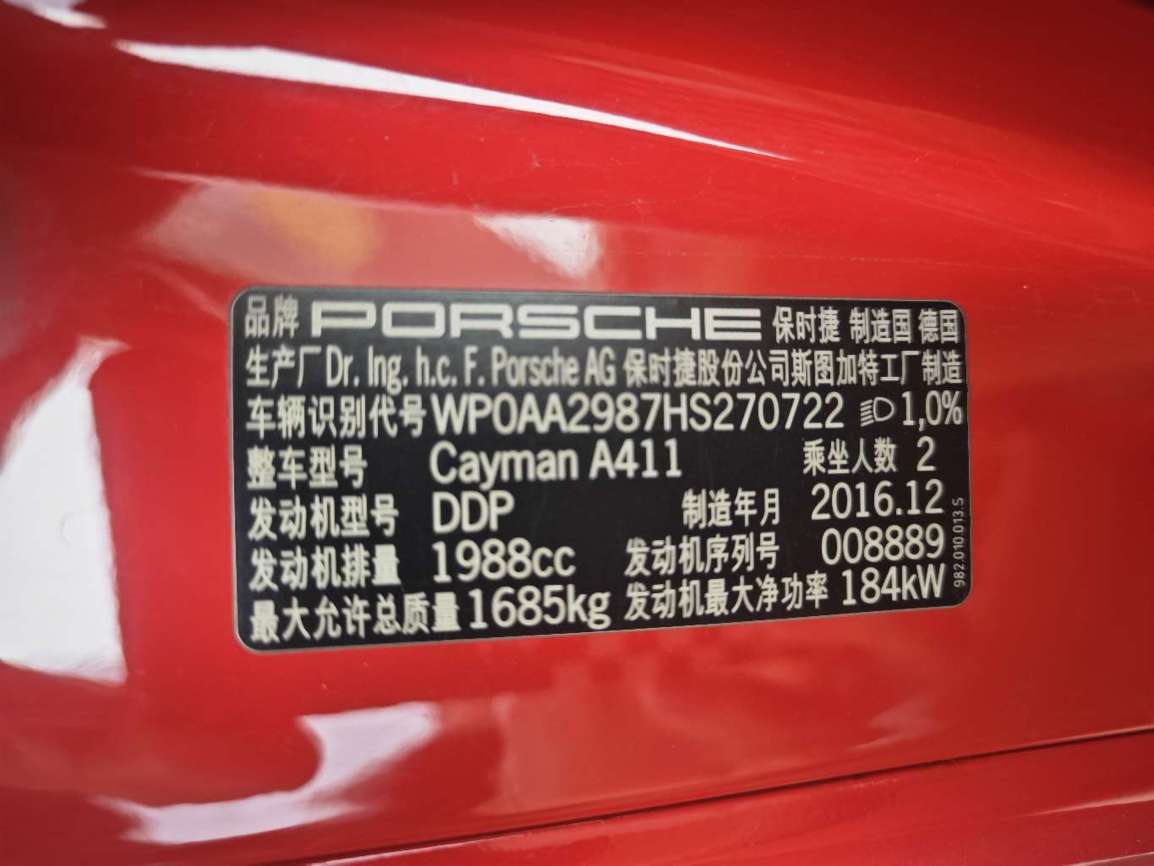 品牌 PORSCHE 保时捷 制造国 德国
生产厂 Dr. Ing. h.c. F. Porsche AG 保时捷股份公司斯图加特工厂制造
车辆识别代号 WP0AA2987HS270722 1,0%
整车型号 Cayman A411 乘坐人数 2
发动机型号 DDP 制造年月 2016.12
发动机排量 1988cc 发动机序列号 008889
最大允许总质量 1685kg 发动机最大净功率 184kW
982.010.013.5